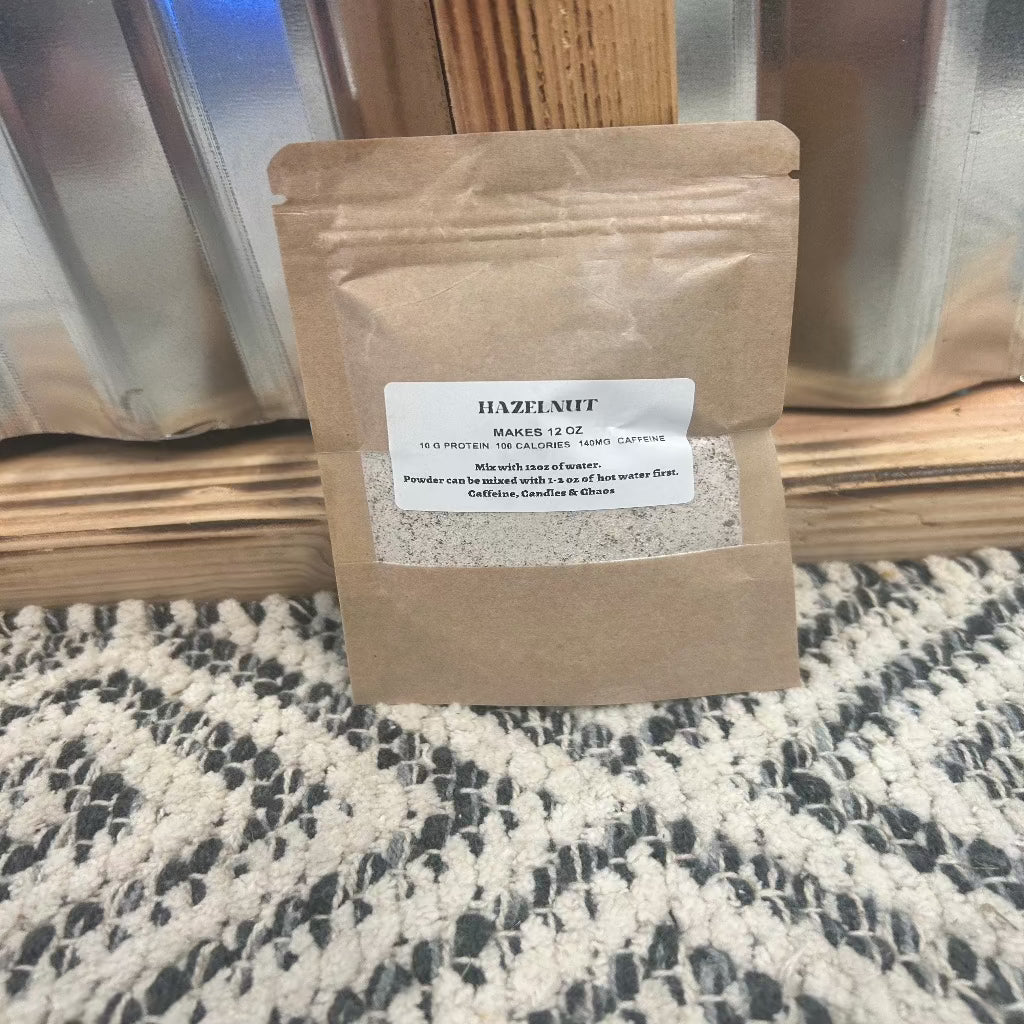 HAZELNUT
MAKES 12 OZ
10 G PROTEIN 100 CALORIES 140MG CAFFEINE
Mix with 12oz of water.
Powder can be mixed with 1-2 oz of hot water first.
Caffeine, Candles & Chaos